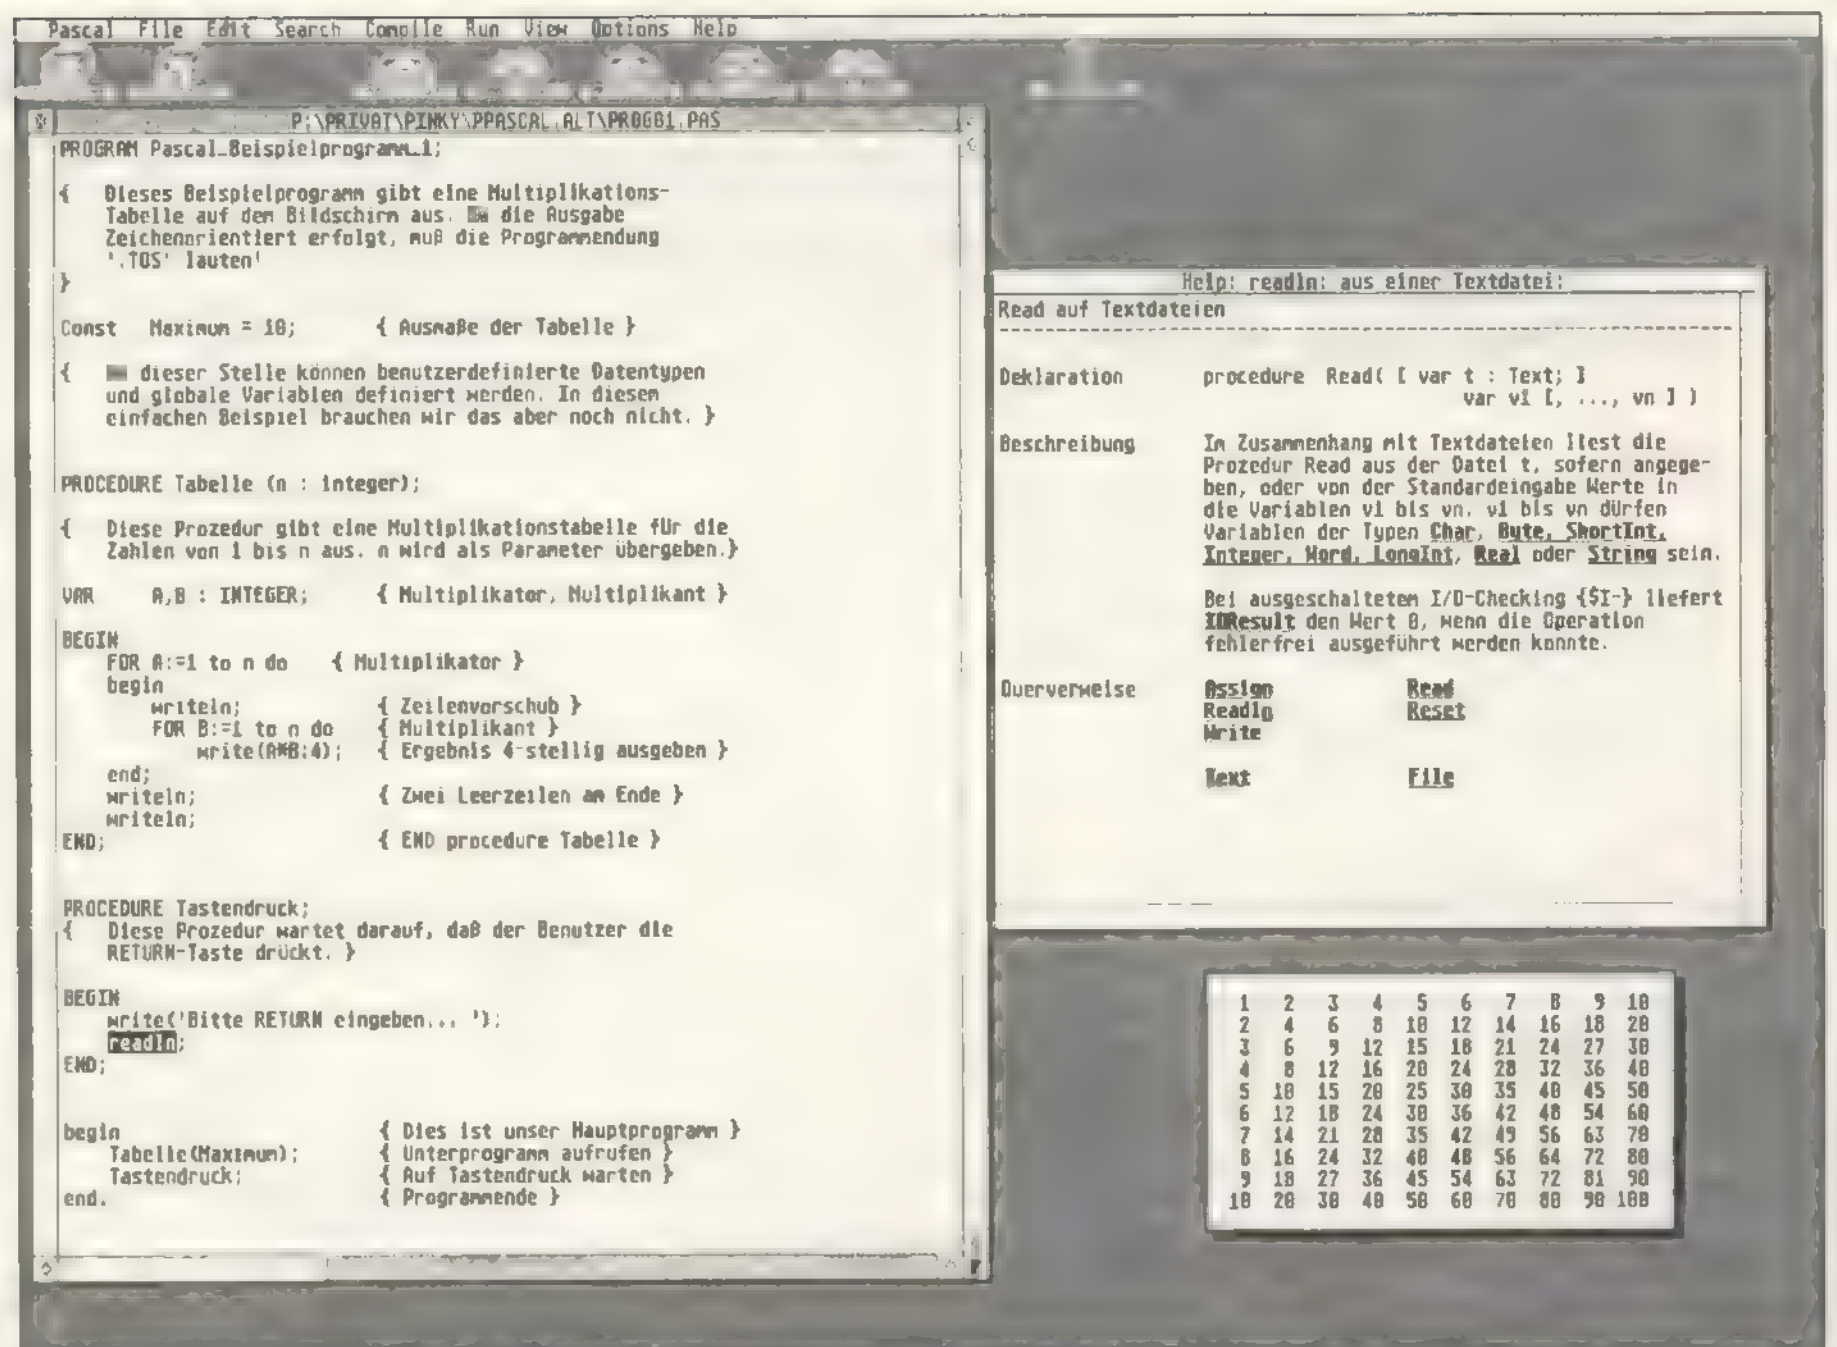 Pascal File Edit Search Compile Run View Options Help
P:\PRIVAT\PINKY\PPASCAL.ALT\PROG01.PAS
PROGRAM Pascal_Beispielprogramm_1;
{ Dieses Beispielprogramm gibt eine Multiplikations-
Tabelle auf dem Bildschirm aus. die Ausgabe
Zeichenorientiert erfolgt, muß die Programmendung
'.TOS' lauten!
}
Const Maximum = 10; { Ausmaße der Tabelle }
{ dieser Stelle können benutzerdefinierte Datentypen
und globale Variablen definiert werden. In diesem
einfachen Beispiel brauchen wir das aber noch nicht. }
PROCEDURE Tabelle (n : integer);
{ Diese Prozedur gibt eine Multiplikationstabelle für die
Zahlen von 1 bis n aus. n wird als Parameter übergeben.}
VAR A,B : INTEGER; { Multiplikator, Multiplikant }
BEGIN
FOR A:=1 to n do { Multiplikator }
begin
writeln; { Zeilenvorschub }
FOR B:=1 to n do { Multiplikant }
write(A*B:4); { Ergebnis 4-stellig ausgeben }
end;
writeln; { Zwei Leerzeilen am Ende }
writeln;
END; { END procedure Tabelle }
PROCEDURE Tastendruck;
{ Diese Prozedur wartet darauf, daß der Benutzer die
RETURN-Taste drückt. }
BEGIN
write('Bitte RETURN eingeben... ');
readln;
END;
begin { Dies ist unser Hauptprogramm }
Tabelle(Maximum); { Unterprogramm aufrufen }
Tastendruck; { Auf Tastendruck warten }
end. { Programmende }
Help: readln: aus einer Textdatei:
Read auf Textdateien
Deklaration procedure Read( [ var t : Text; ]
var v1 [, ..., vn ] )
Beschreibung Im Zusammenhang mit Textdateien liest die
Prozedur Read aus der Datei t, sofern angege-
ben, oder von der Standardeingabe Werte in
die Variablen v1 bis vn. v1 bis vn dürfen
Variablen der Typen Char, Byte, ShortInt,
Integer, Word, LongInt, Real oder String sein.
Bei ausgeschaltetem I/O-Checking {$I-} liefert
IOResult den Wert 0, wenn die Operation
fehlerfrei ausgeführt werden konnte.
Querverweise Assign Read
Readln Reset
Write
Text File
1 2 3 4 5 6 7 8 9 10
2 4 6 8 10 12 14 16 18 20
3 6 9 12 15 18 21 24 27 30
4 8 12 16 20 24 28 32 36 40
5 10 15 20 25 30 35 40 45 50
6 12 18 24 30 36 42 48 54 60
7 14 21 28 35 42 49 56 63 70
8 16 24 32 40 48 56 64 72 80
9 18 27 36 45 54 63 72 81 90
10 20 30 40 50 60 70 80 90 100